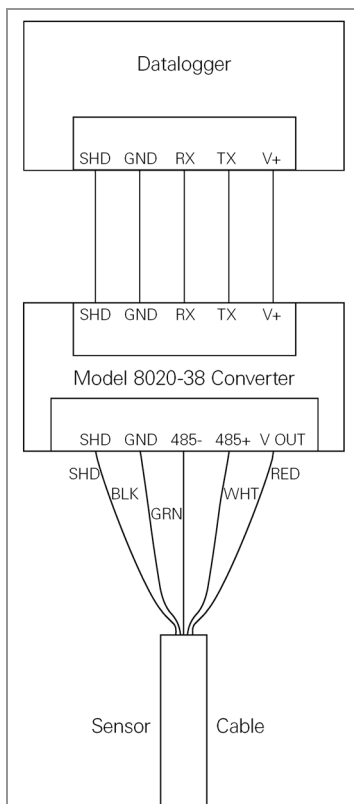 Datalogger
SHD GND RX TX V+
SHD GND RX TX V+
Model 8020-38 Converter
SHD GND 485- 485+ V OUT
SHD BLK GRN WHT RED
Sensor Cable